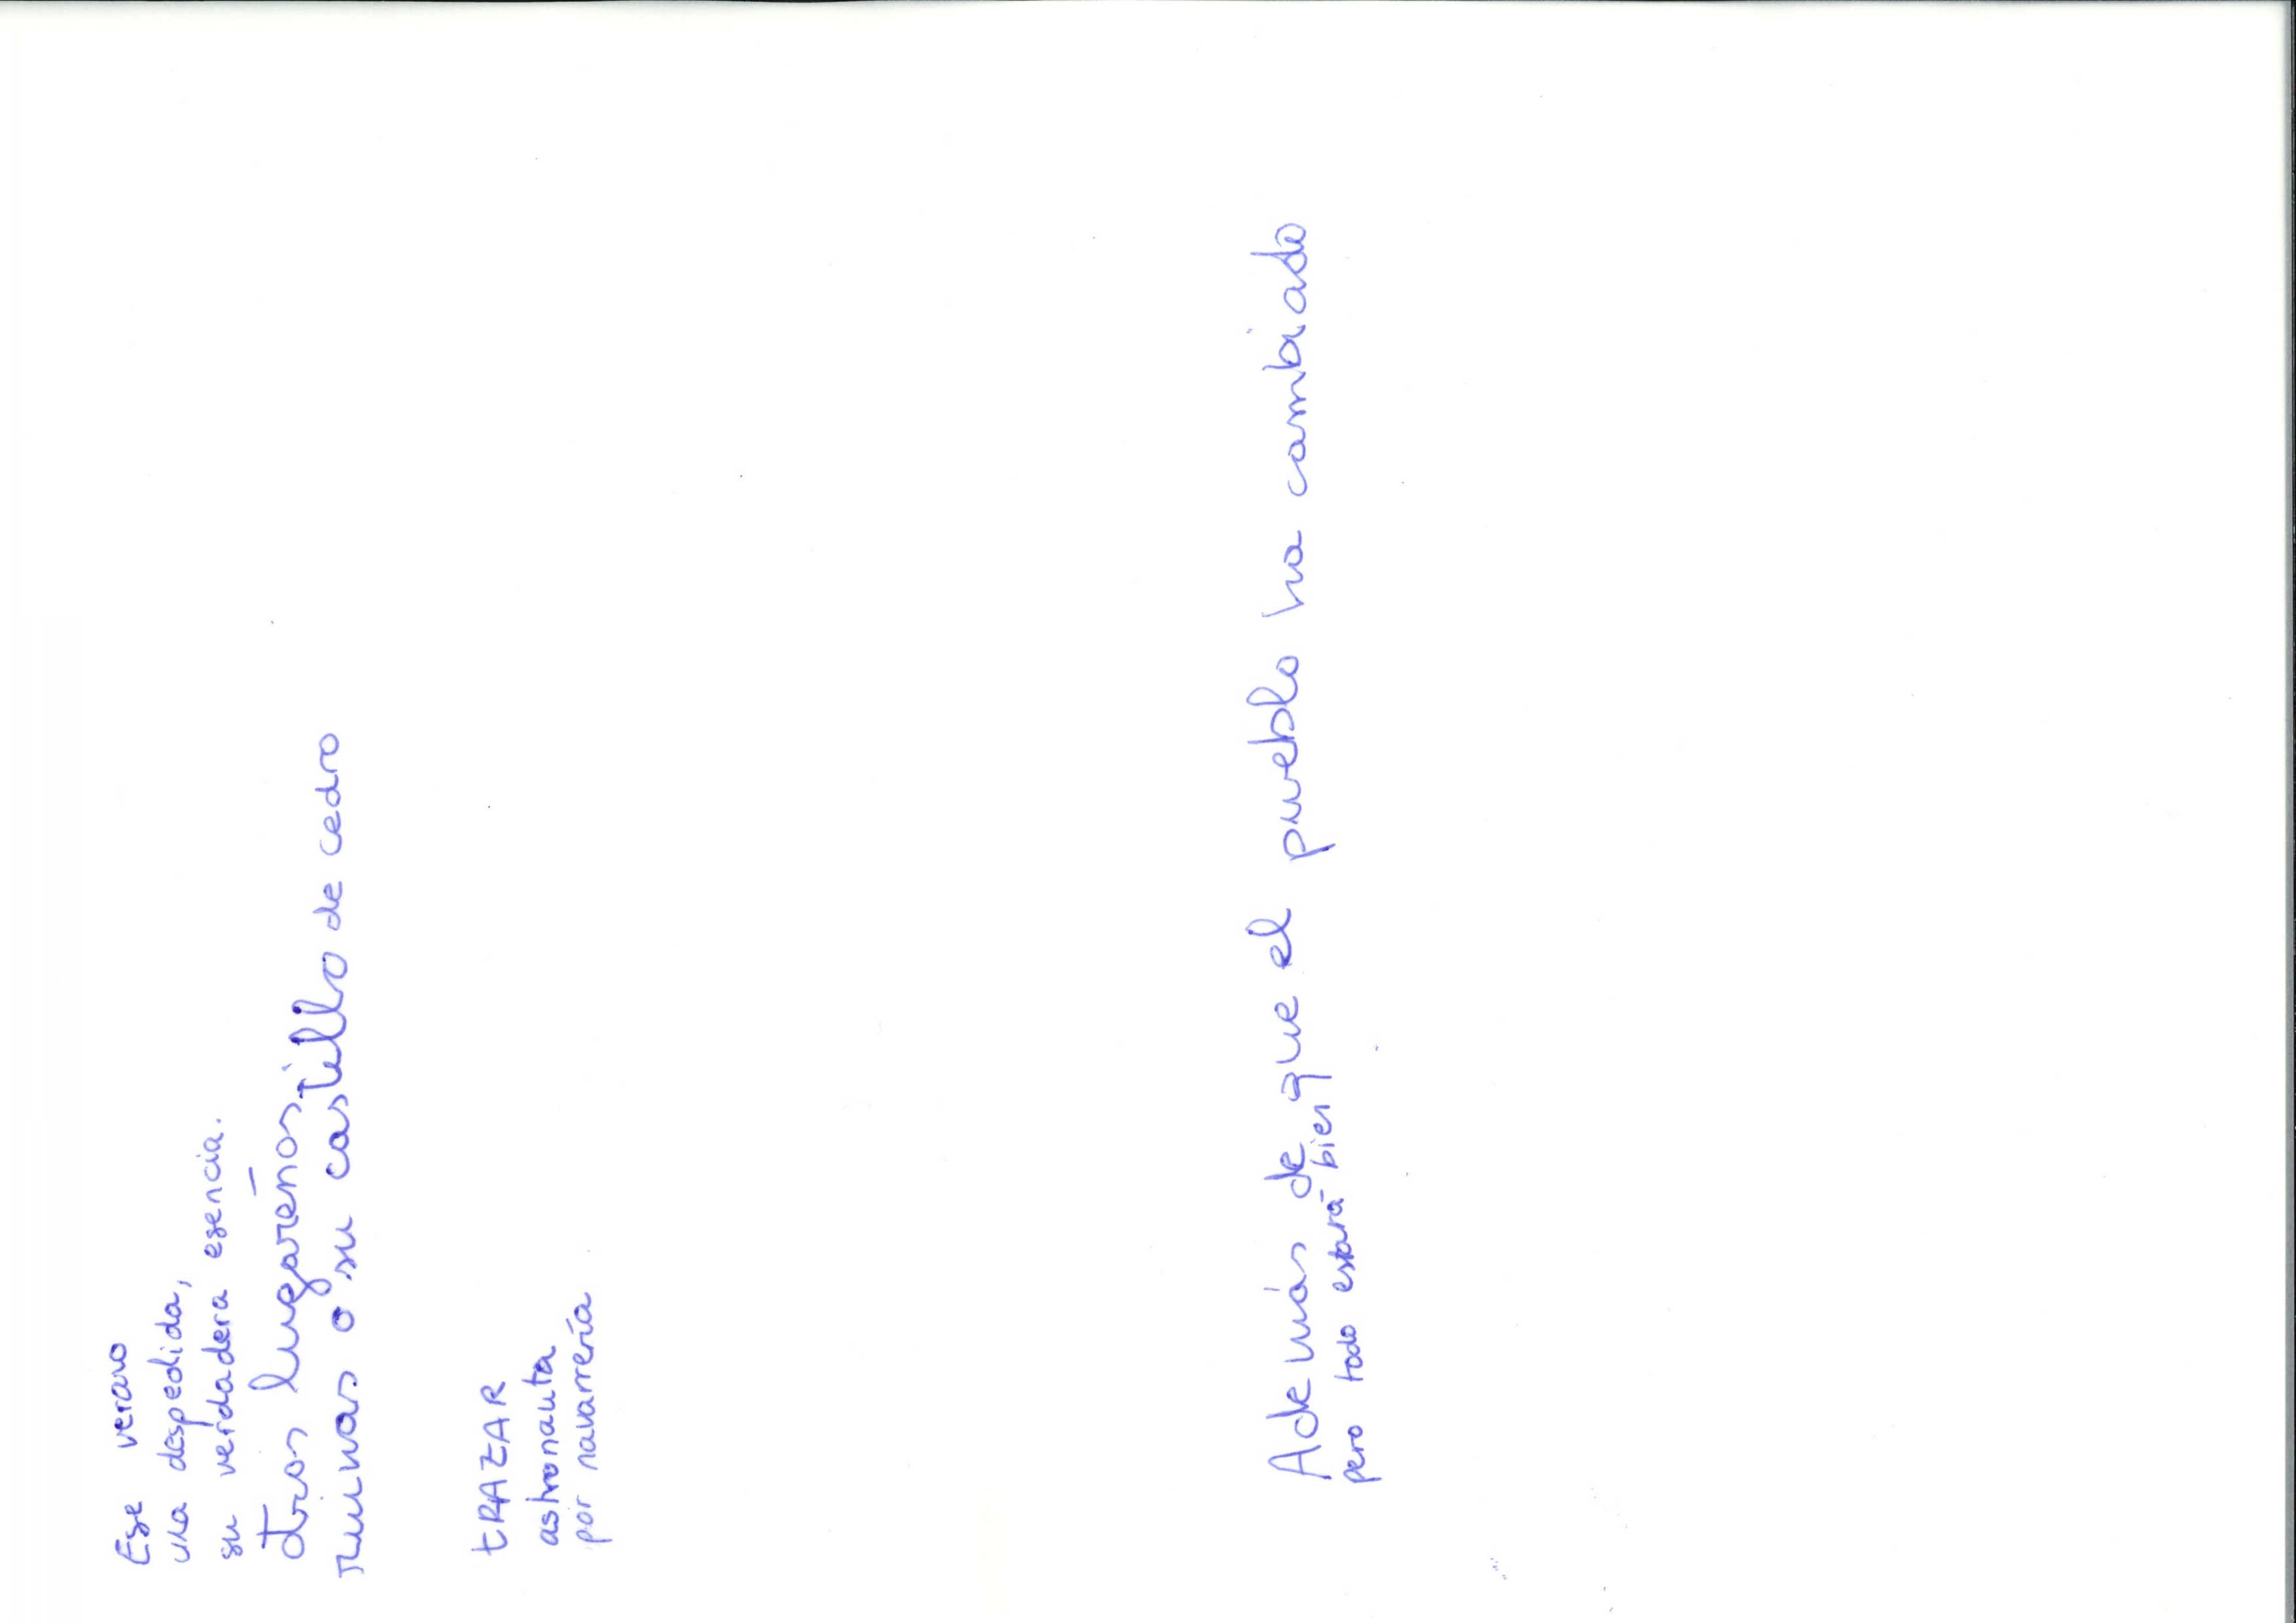 Ese verano
una despedida,
su verdadera esencia.
otros lugareños.
ruinas o su castillo de cedro
tRAZAR
astronauta
por navarrería
Además de que el pueblo ha cambiado
pero todo estará bien